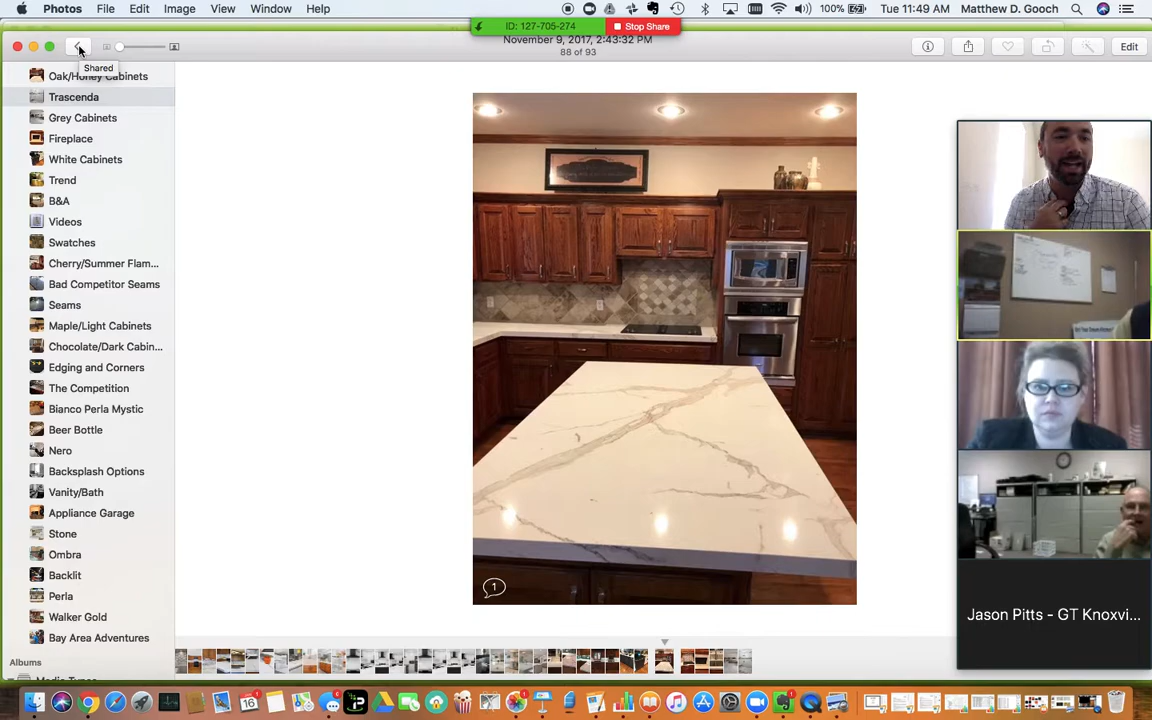 Photos File Edit Image View Window Help
100% Tue 11:49 AM Matthew D. Gooch
ID: 127-705-274 Stop Share
November 9, 2017, 2:43:32 PM
88 of 93
Edit
Shared
Oak/Honey Cabinets
Trascenda
Grey Cabinets
Fireplace
White Cabinets
Trend
B&A
Videos
Swatches
Cherry/Summer Flam...
Bad Competitor Seams
Seams
Maple/Light Cabinets
Chocolate/Dark Cabin...
Edging and Corners
The Competition
Bianco Perla Mystic
Beer Bottle
Nero
Backsplash Options
Vanity/Bath
Appliance Garage
Stone
Ombra
Backlit
Perla
Walker Gold
Bay Area Adventures
Albums
1
Jason Pitts - GT Knoxvi...